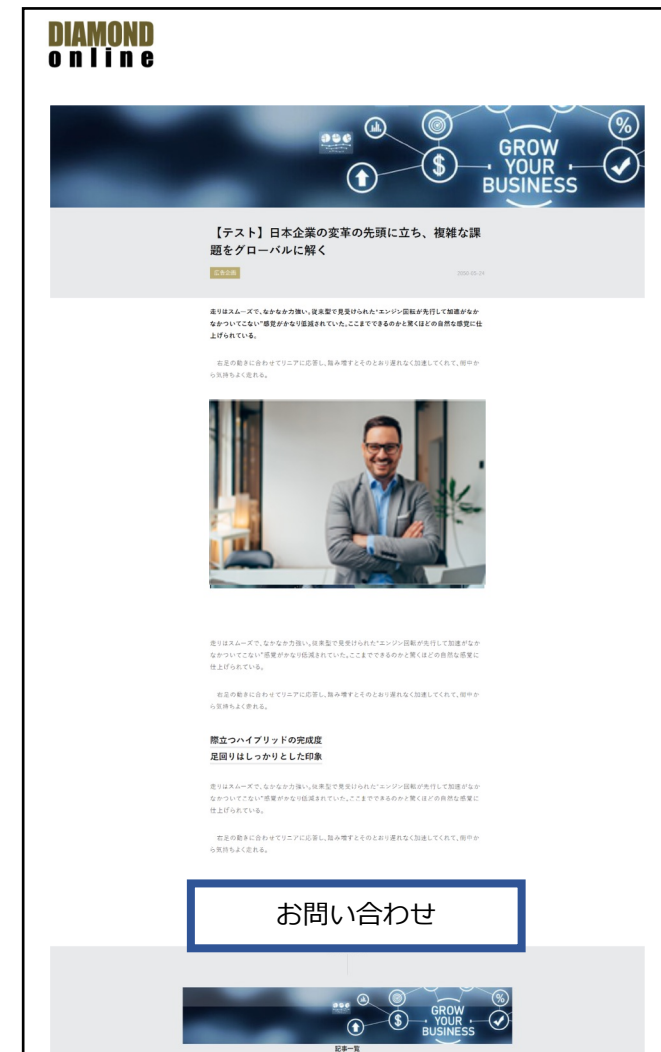 DIAMOND
online
%
GROW
YOUR
BUSINESS
$
【テスト】日本企業の変革の先頭に立ち、複雑な課
題をグローバルに解く
広告企画
走りはスムーズで、なかなか力強い。従来型で見受けられた“エンジン回転が先行して加速がなか
なかついてこない”感覚がかなり低減されていた。ここまでできるのかと驚くほどの自然な感覚に仕
上げられている。
右足の動きに合わせてリニアに応答し、踏み増すとそのとおり遅れなく加速してくれて、街中か
ら気持ちよく走れる。
走りはスムーズで、なかなか力強い。従来型で見受けられた“エンジン回転が先行して加速がなか
なかついてこない”感覚がかなり低減されていた。ここまでできるのかと驚くほどの自然な感覚に
仕上げられている。
右足の動きに合わせてリニアに応答し、踏み増すとそのとおり遅れなく加速してくれて、街中か
ら気持ちよく走れる。
際立つハイブリッドの完成度
足回りはしっかりとした印象
走りはスムーズで、なかなか力強い。従来型で見受けられた“エンジン回転が先行して加速がなか
なかついてこない”感覚がかなり低減されていた。ここまでできるのかと驚くほどの自然な感覚に
仕上げられている。
右足の動きに合わせてリニアに応答し、踏み増すとそのとおり遅れなく加速してくれて、街中か
ら気持ちよく走れる。
お問い合わせ
%
GROW
YOUR
BUSINESS
$
記事一覧